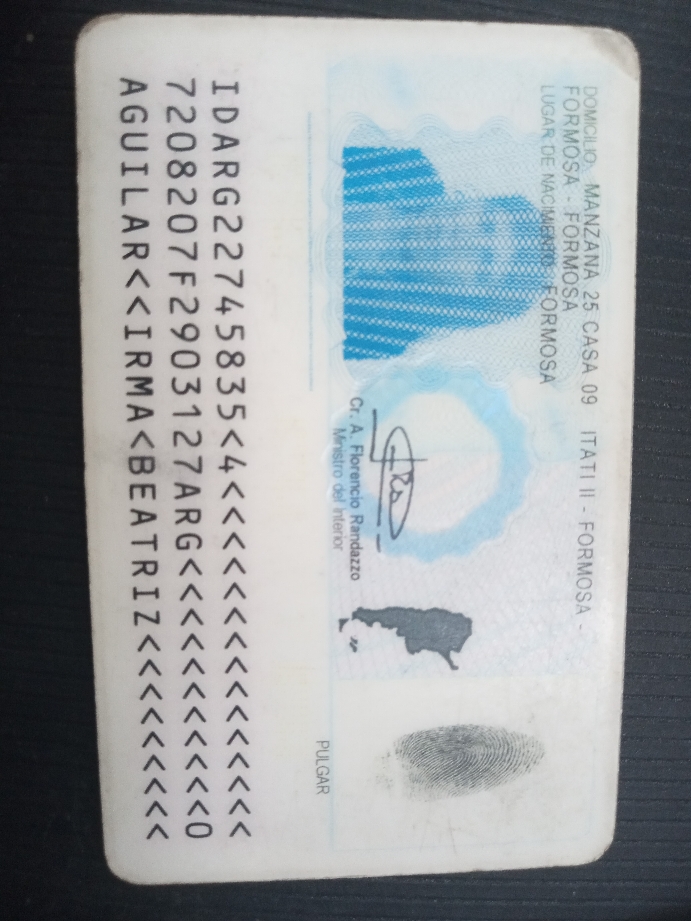 DOMICILIO: MANZANA 25 CASA 09 ITATI II - FORMOSA -
FORMOSA - FORMOSA
LUGAR DE NACIMIENTO: FORMOSA
Cr. A. Florencio Randazzo
Ministro del Interior
PULGAR
IDARG22745835<4<<<<<<<<<<<<<<<
7208207F2903127ARG<<<<<<<<<<<0
AGUILAR<<IRMA<BEATRIZ<<<<<<<<<